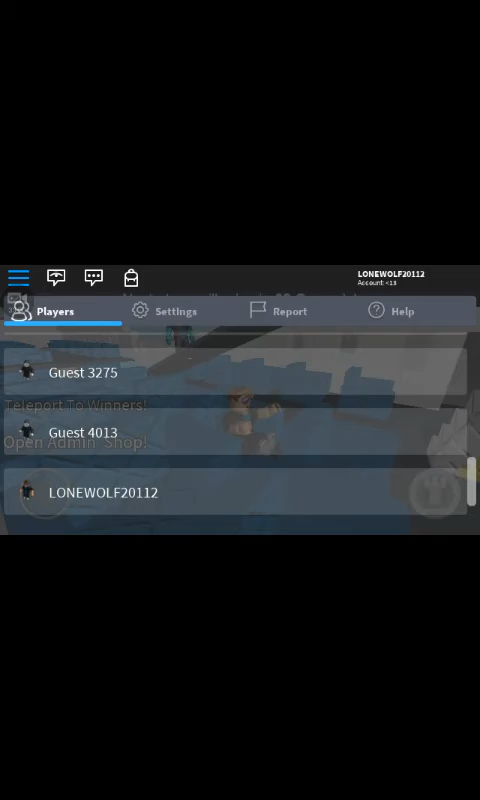 LONEWOLF20112
Account: <13
Players
Settings
Report
Help
Guest 3275
Teleport To Winners!
Guest 4013
Open Admin Shop!
LONEWOLF20112